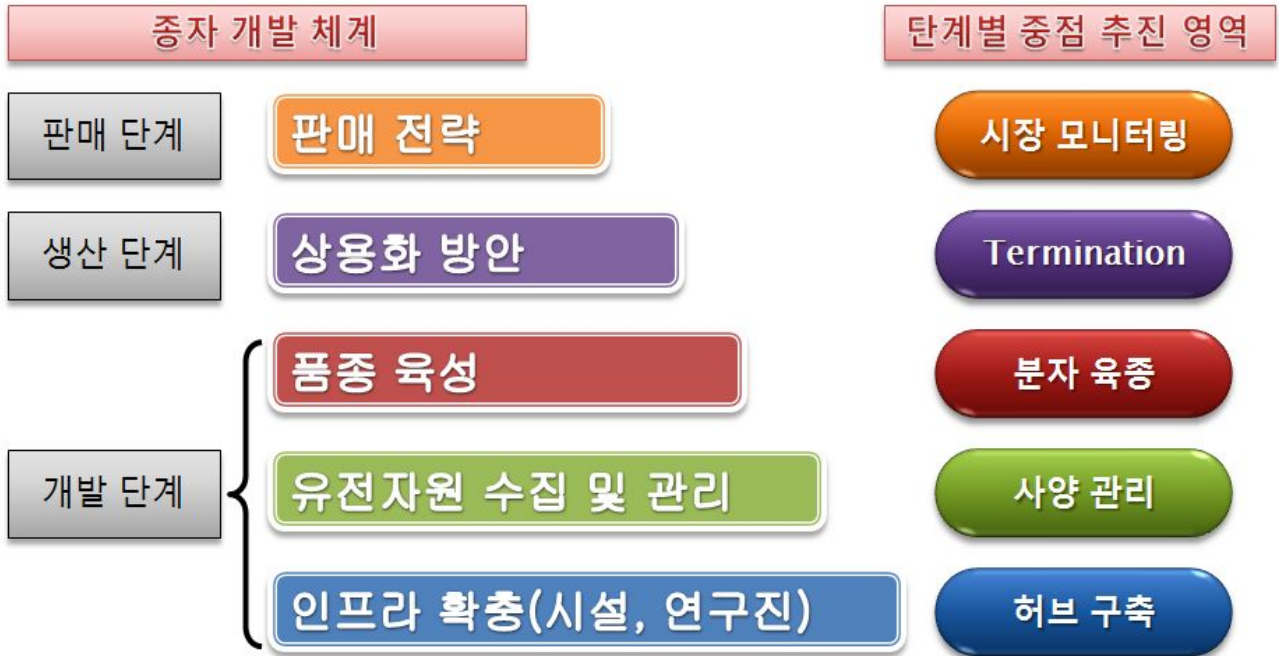 종자 개발 체계
단계별 중점 추진 영역
판매 단계
판매 전략
시장 모니터링
생산 단계
상용화 방안
Termination
품종 육성
분자 육종
개발 단계
유전자원 수집 및 관리
사양 관리
인프라 확충(시설, 연구진)
허브 구축